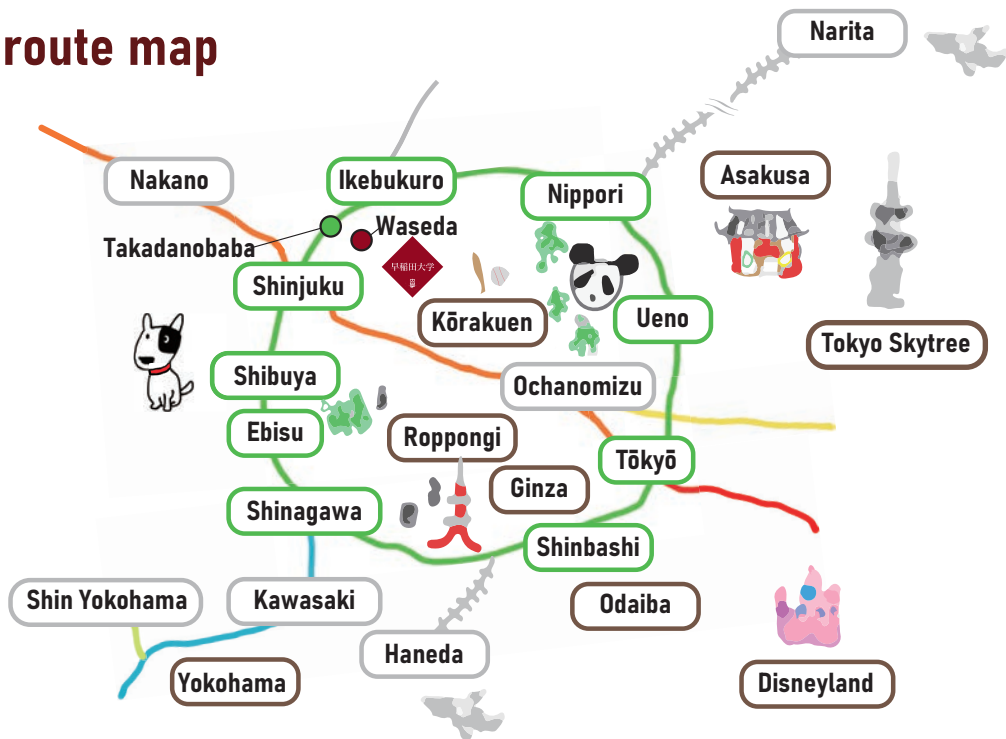 route map
Narita
Nakano
Ikebukuro
Nippori
Asakusa
Takadanobaba
Waseda
早稲田大学
Shinjuku
Kōrakuen
Ueno
Tokyo Skytree
Shibuya
Ochanomizu
Ebisu
Roppongi
Tōkyō
Ginza
Shinagawa
Shinbashi
Shin Yokohama
Kawasaki
Odaiba
Haneda
Yokohama
Disneyland